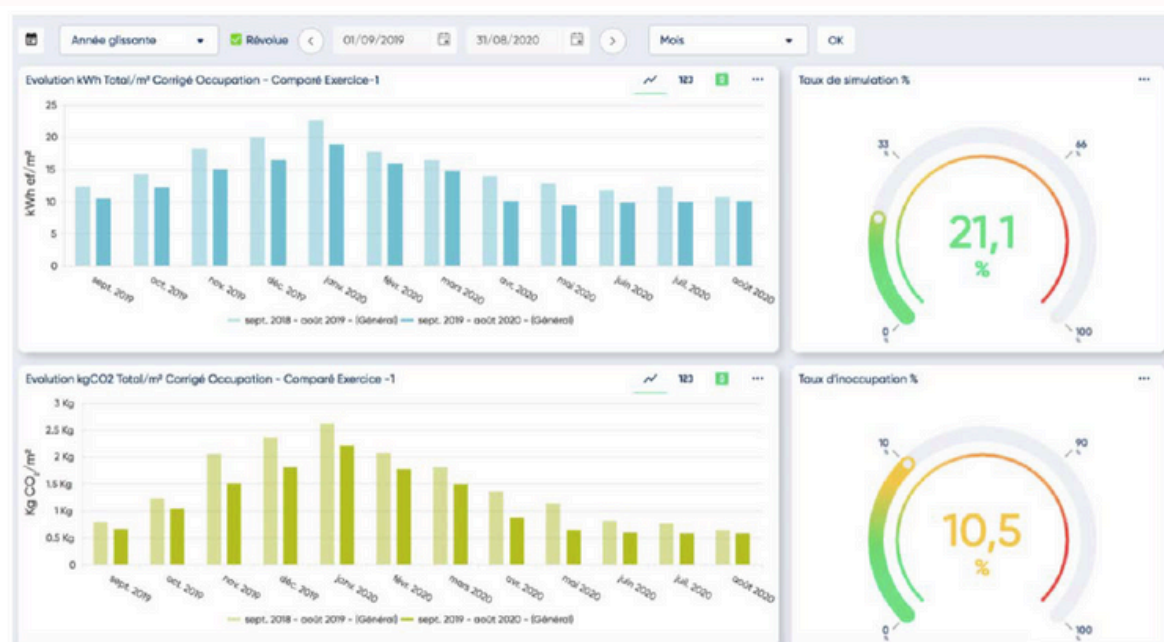 Année glissante Révolue 01/09/2019 31/08/2020 Mois OK
Evolution kWh Total/m² Corrigé Occupation - Comparé Exercice-1
123
25
20
15
10
5
0
kWh ef/m²
sept. 2019 oct. 2019 nov. 2019 déc. 2019 janv. 2020 févr. 2020 mars 2020 avr. 2020 mai 2020 juin 2020 juil. 2020 août 2020
sept. 2018 - août 2019 - (Général) sept. 2019 - août 2020 - (Général)
Taux de simulation %
33 %
66 %
21,1
%
0 %
100 %
Evolution kgCO2 Total/m² Corrigé Occupation - Comparé Exercice -1
123
3 Kg
2.5 Kg
2 Kg
1.5 Kg
1 Kg
0.5 Kg
0
Kg CO₂/m²
sept. 2019 oct. 2019 nov. 2019 déc. 2019 janv. 2020 févr. 2020 mars 2020 avr. 2020 mai 2020 juin 2020 juil. 2020 août 2020
sept. 2018 - août 2019 - (Général) sept. 2019 - août 2020 - (Général)
Taux d'inoccupation %
10 %
90 %
10,5
%
0 %
100 %